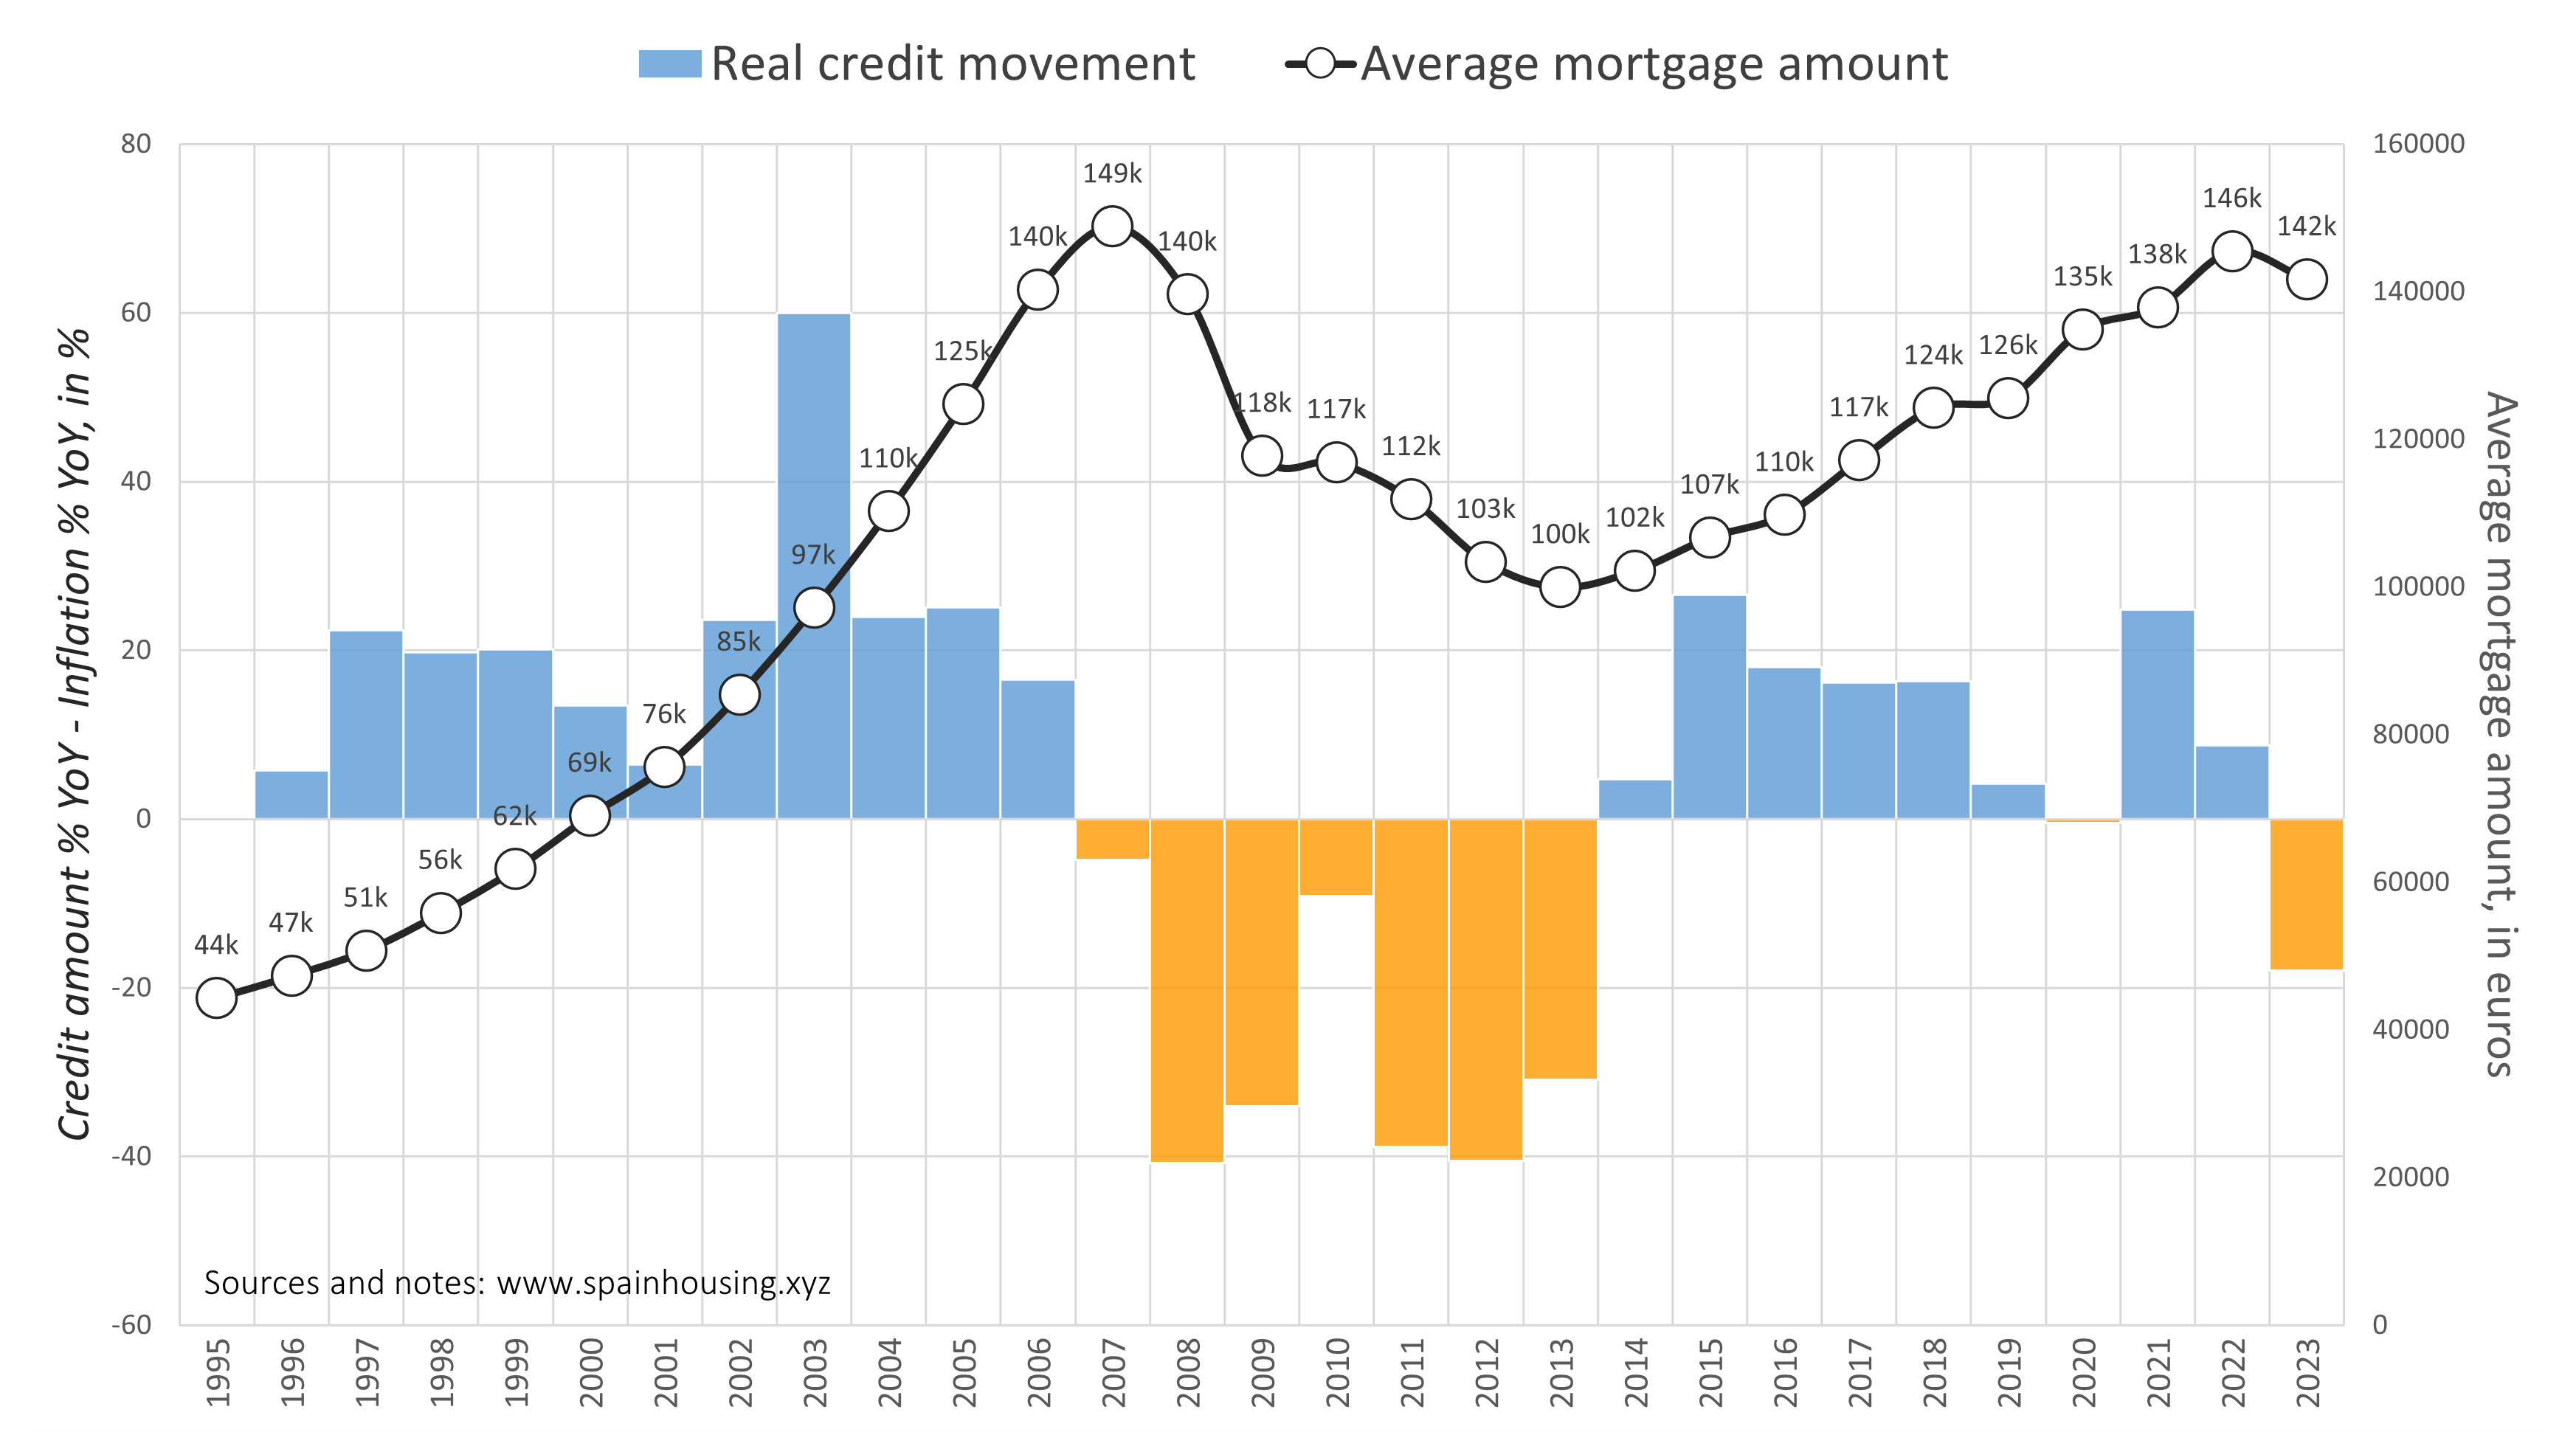 Real credit movement
Average mortgage amount
80
60
40
20
0
-20
-40
-60
Credit amount % YoY - Inflation % YoY, in %
160000
140000
120000
100000
80000
60000
40000
20000
0
Average mortgage amount, in euros
44k
47k
51k
56k
62k
69k
76k
85k
97k
110k
125k
140k
149k
140k
118k
117k
112k
103k
100k
102k
107k
110k
117k
124k
126k
135k
138k
146k
142k
Sources and notes: www.spainhousing.xyz
1995
1996
1997
1998
1999
2000
2001
2002
2003
2004
2005
2006
2007
2008
2009
2010
2011
2012
2013
2014
2015
2016
2017
2018
2019
2020
2021
2022
2023